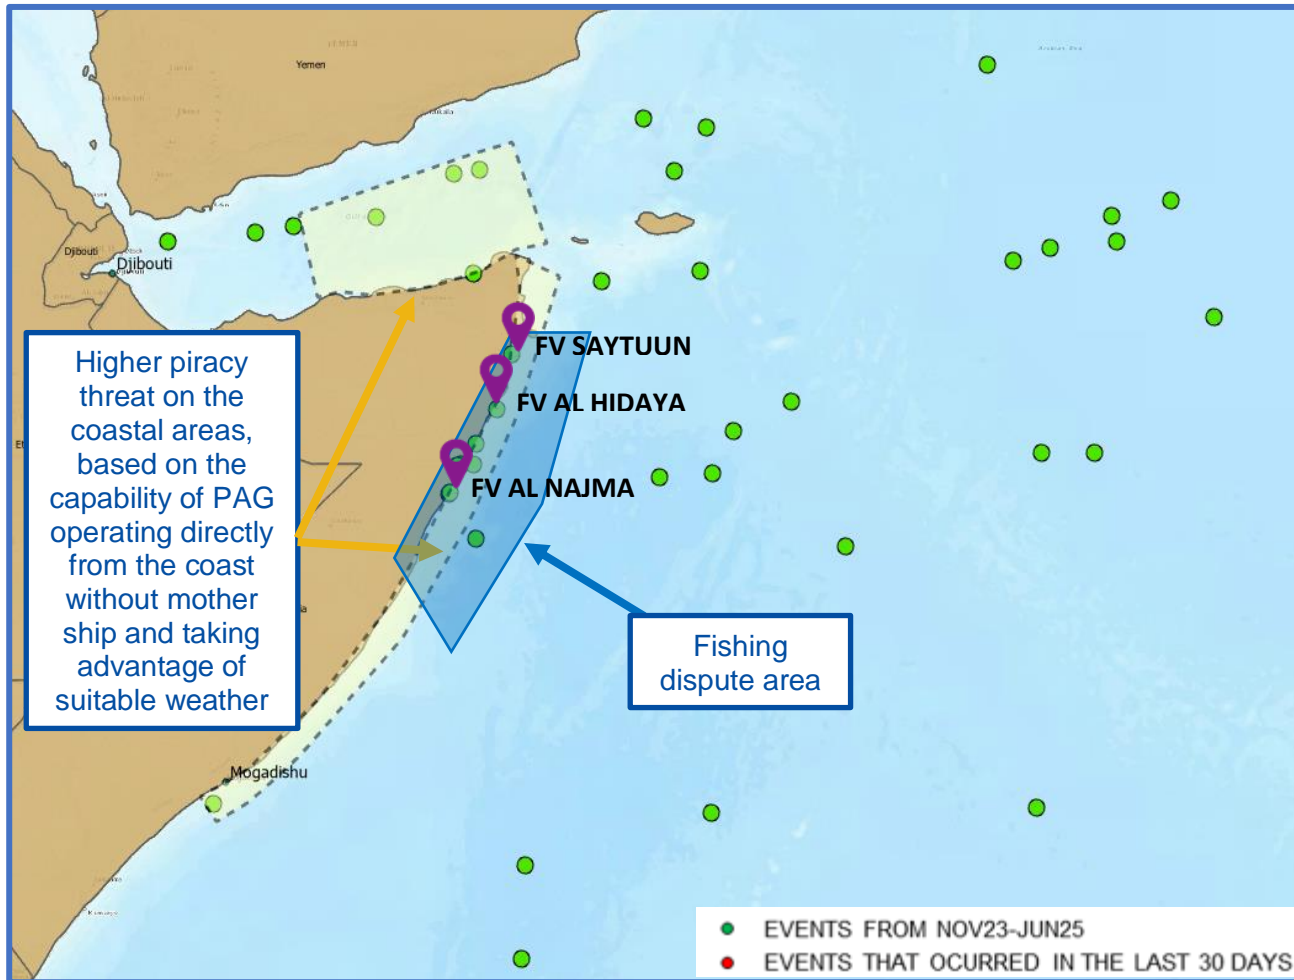 Yemen
Djibouti
Djibouti
Higher piracy
threat on the
coastal areas,
based on the
capability of PAG
operating directly
from the coast
without mother
ship and taking
advantage of
suitable weather
FV SAYTUUN
FV AL HIDAYA
FV AL NAJMA
Fishing
dispute area
Mogadishu
EVENTS FROM NOV23-JUN25
EVENTS THAT OCURRED IN THE LAST 30 DAYS